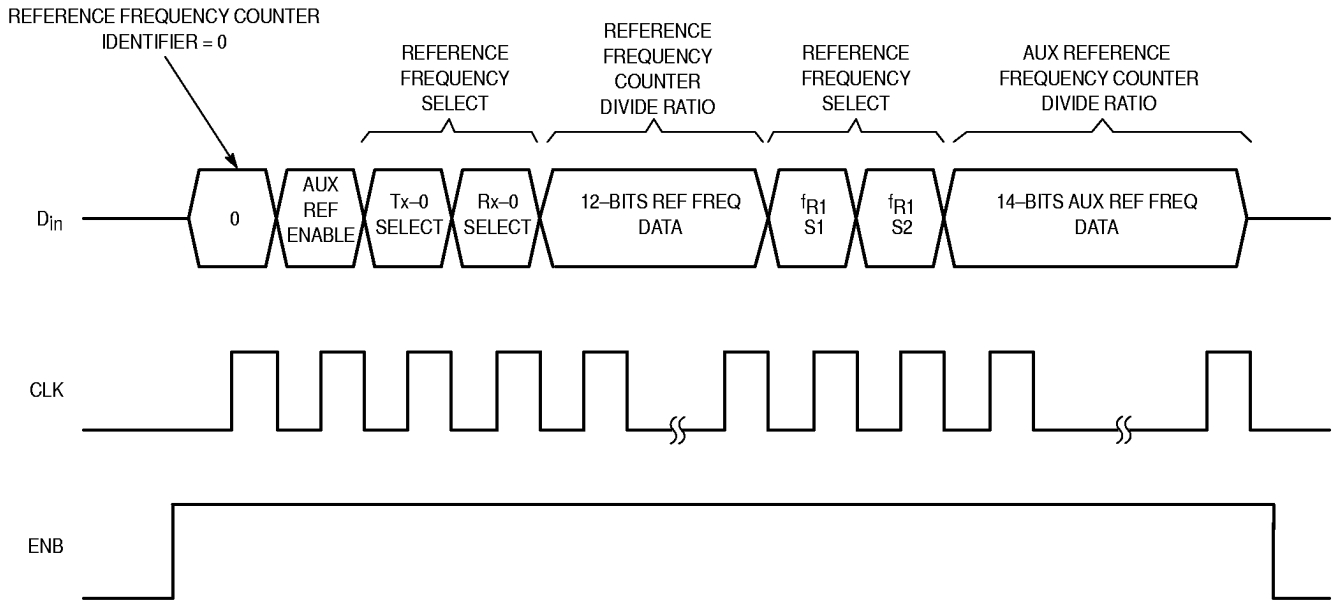 REFERENCE FREQUENCY COUNTER
IDENTIFIER = 0
REFERENCE
FREQUENCY
SELECT
REFERENCE
FREQUENCY
COUNTER
DIVIDE RATIO
REFERENCE
FREQUENCY
SELECT
AUX REFERENCE
FREQUENCY COUNTER
DIVIDE RATIO
Din
0
AUX
REF
ENABLE
Tx–0
SELECT
Rx–0
SELECT
12–BITS REF FREQ
DATA
fR1
S1
fR1
S2
14–BITS AUX REF FREQ
DATA
CLK
ENB